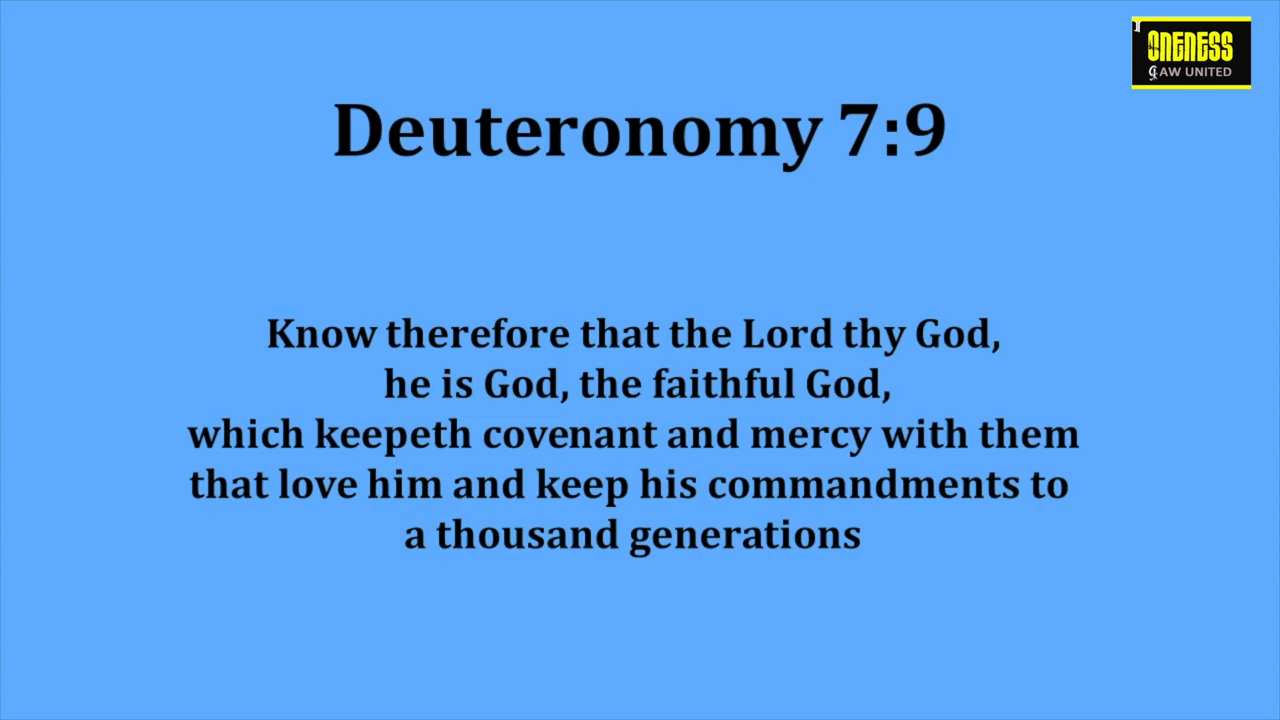 ONENESS
LAW UNITED
Deuteronomy 7:9
Know therefore that the Lord thy God,
he is God, the faithful God,
which keepeth covenant and mercy with them
that love him and keep his commandments to
a thousand generations